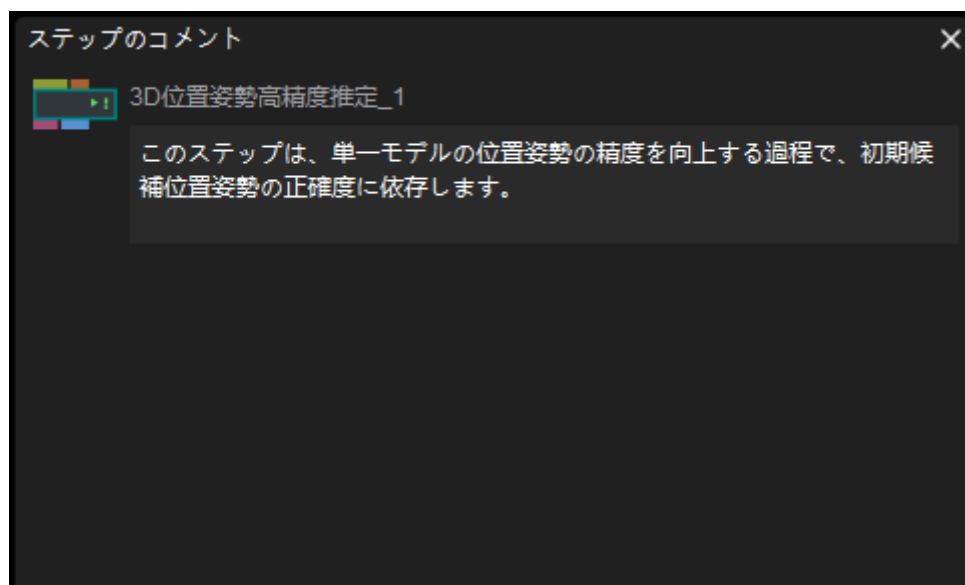 ステップのコメント
3D位置姿勢高精度推定_1
このステップは、単一モデルの位置姿勢の精度を向上する過程で、初期候
補位置姿勢の正確度に依存します。